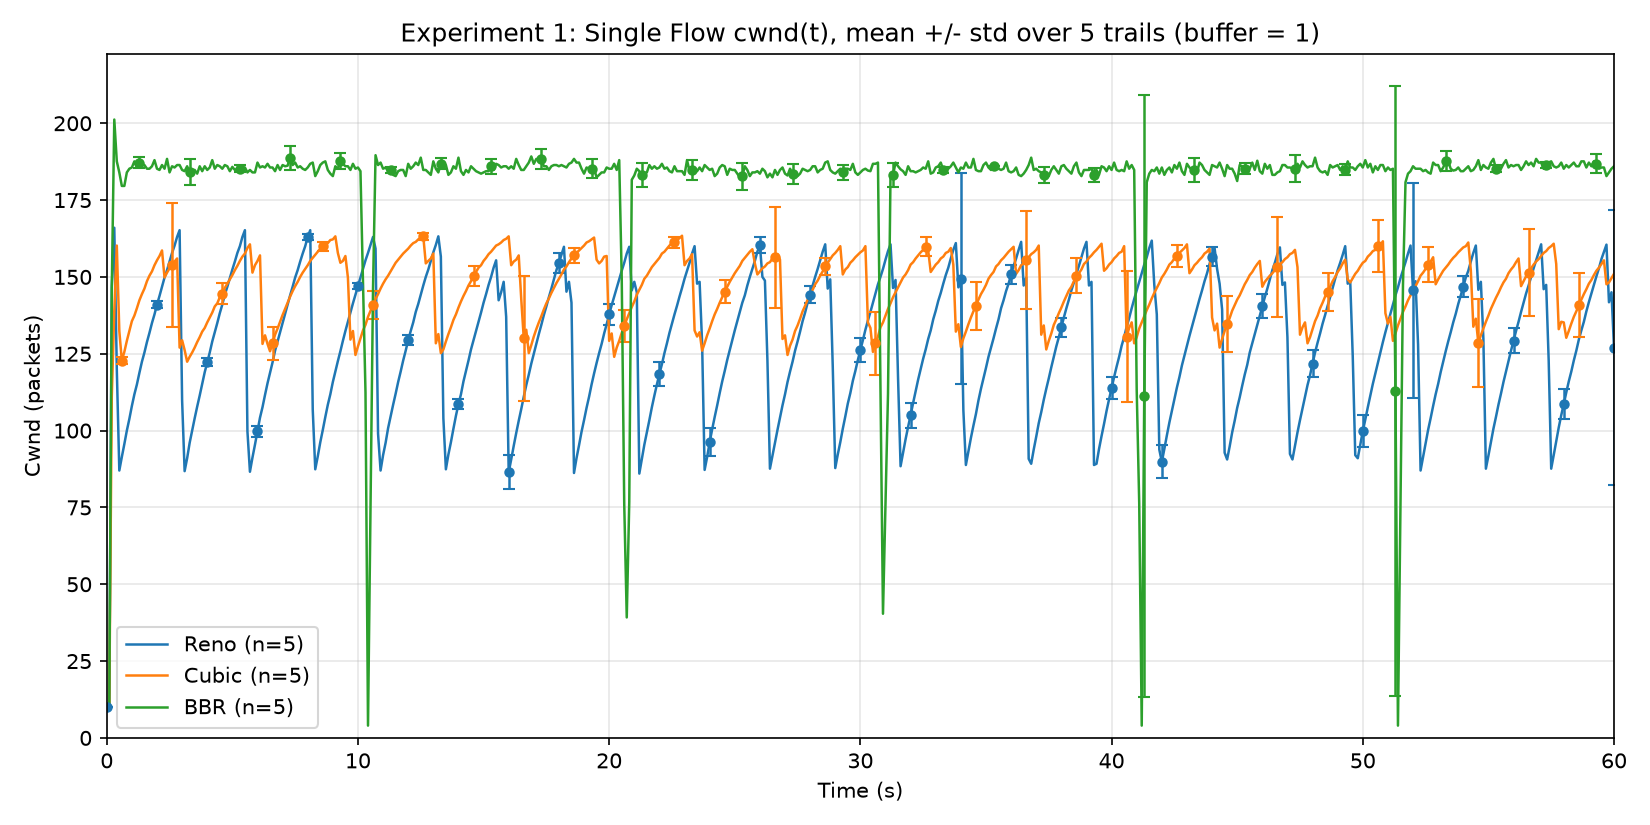 Experiment 1: Single Flow cwnd(t), mean +/- std over 5 trails (buffer = 1)
Cwnd (packets)
200
175
150
125
100
75
50
25
0
Reno (n=5)
Cubic (n=5)
BBR (n=5)
0 10 20 30 40 50 60
Time (s)